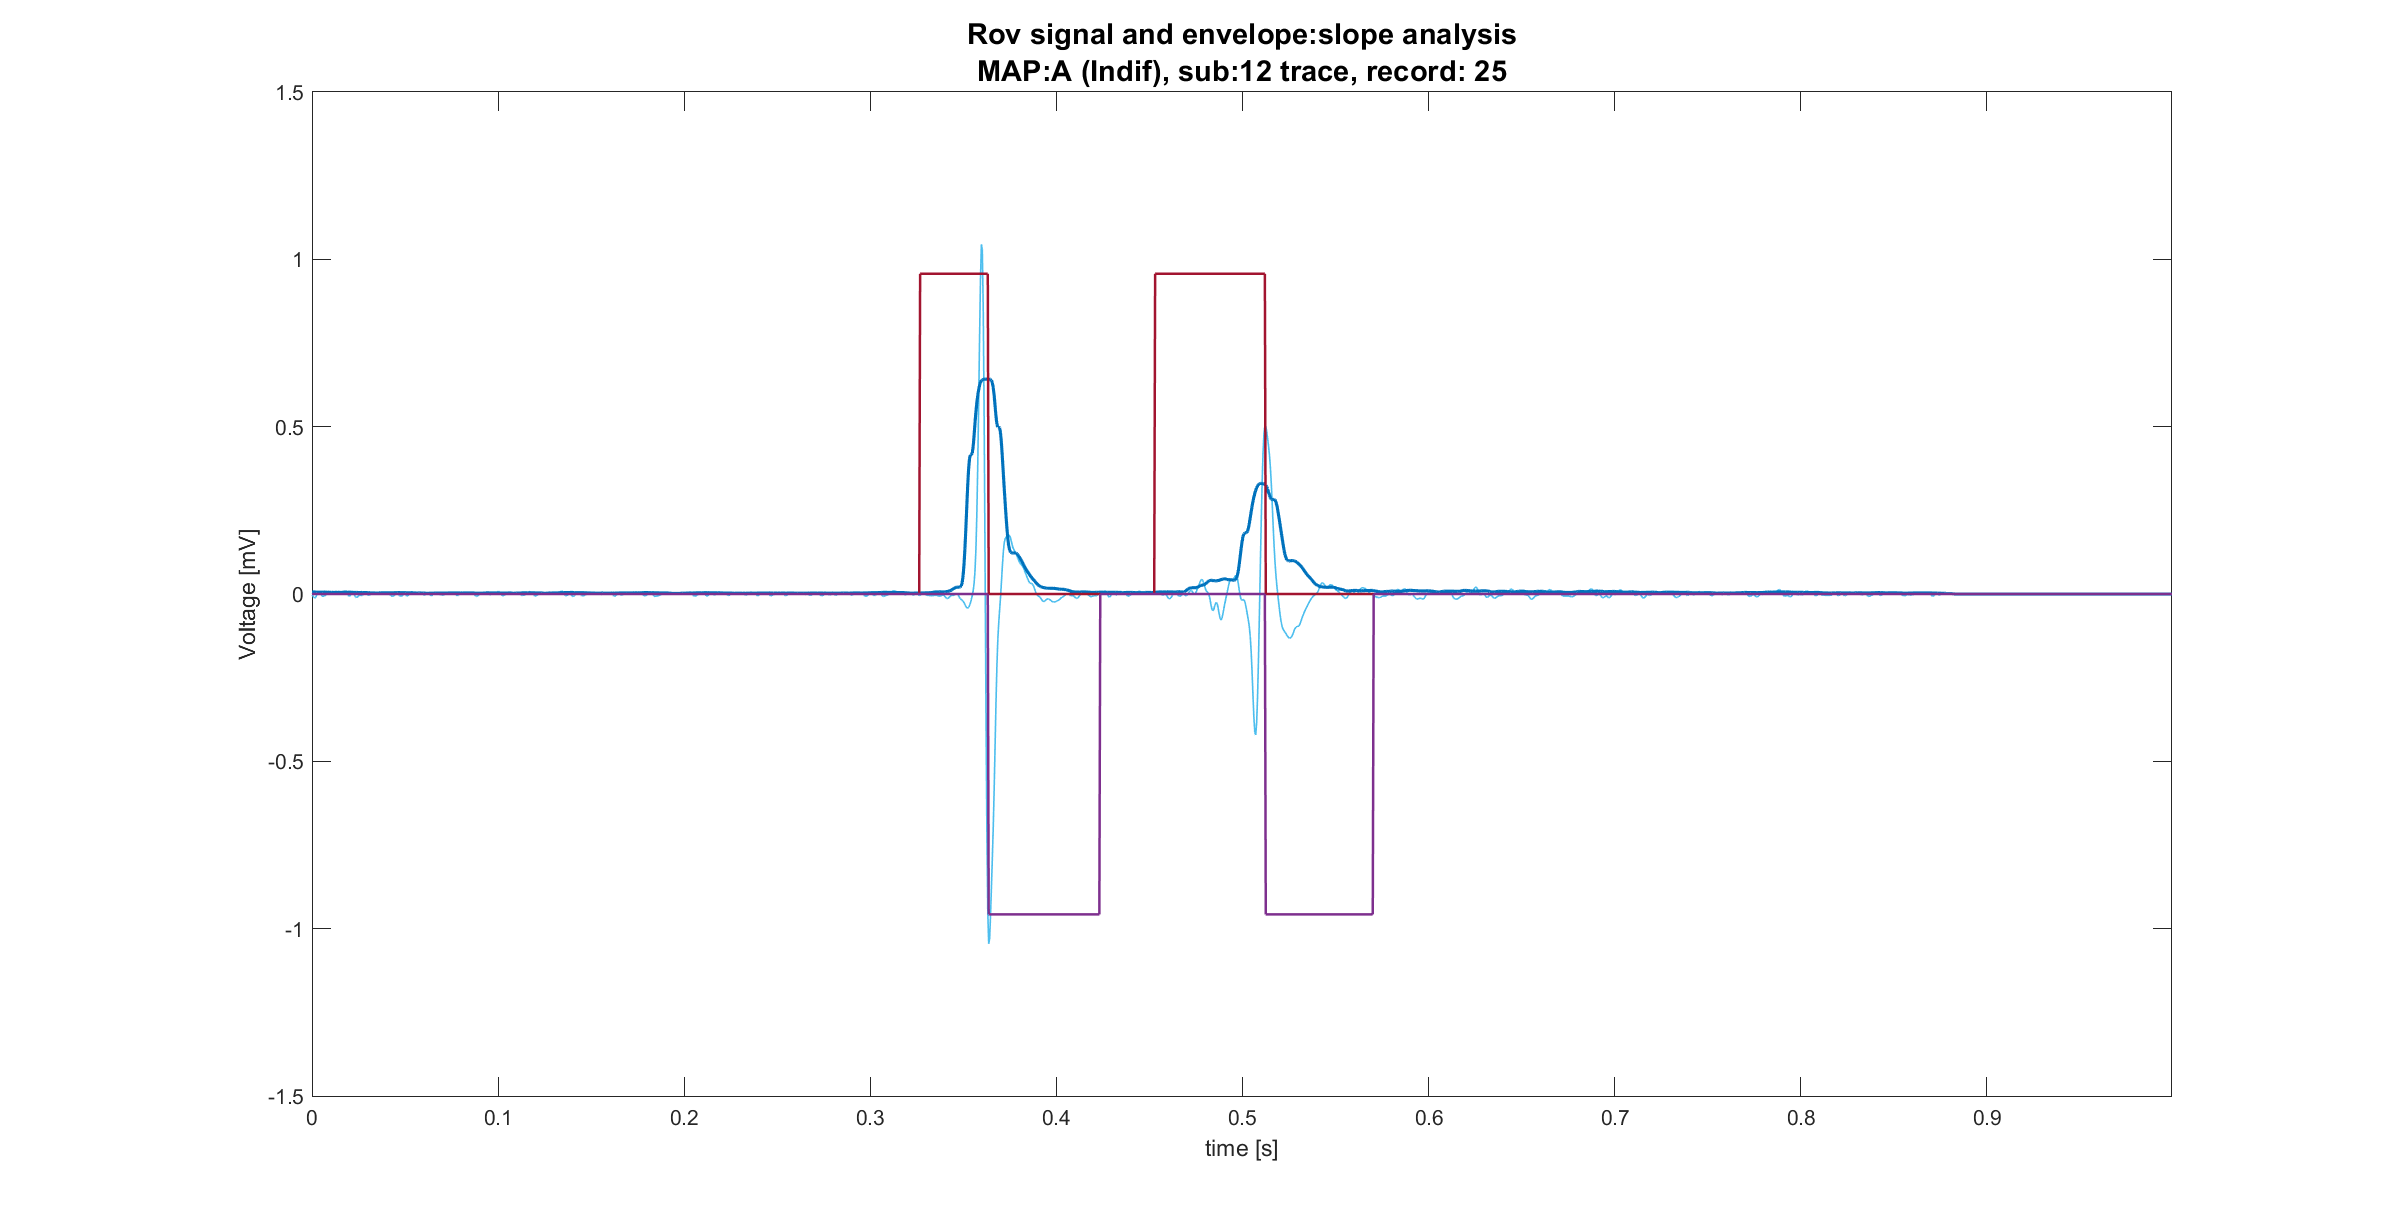 Rov signal and envelope:slope analysis
MAP:A (Indif), sub:12 trace, record: 25
1.5
1
0.5
0
-0.5
-1
-1.5
Voltage [mV]
0 0.1 0.2 0.3 0.4 0.5 0.6 0.7 0.8 0.9
time [s]